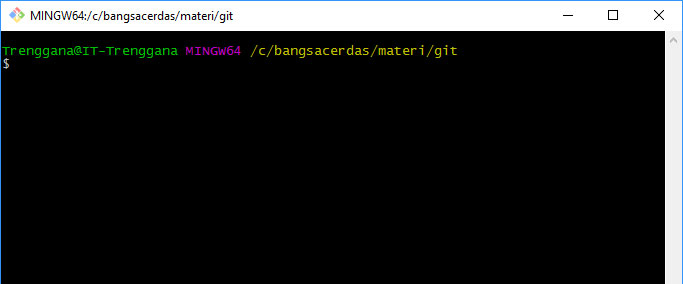 MINGW64:/c/bangsacerdas/materi/git
Trenggana@IT-Trenggana MINGW64 /c/bangsacerdas/materi/git
$